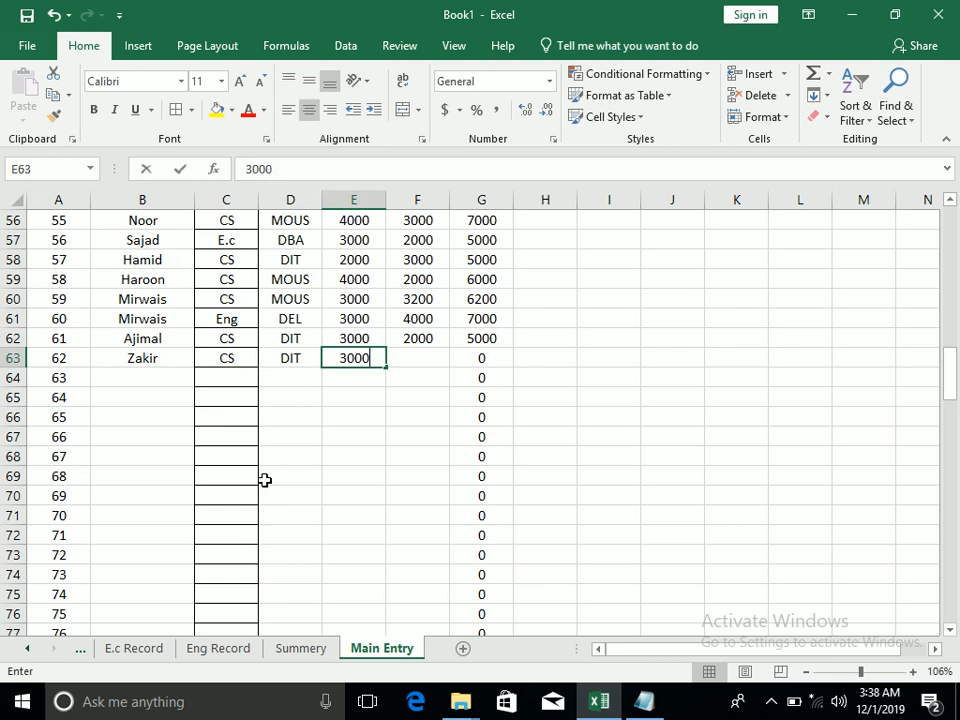 Book1 - Excel
Sign in
File Home Insert Page Layout Formulas Data Review View Help Tell me what you want to do Share
Paste
Calibri 11
B I U A
General
$ % ,
Conditional Formatting
Format as Table
Cell Styles
Insert
Delete
Format
Sort & Filter
Find & Select
Clipboard Font Alignment Number Styles Cells Editing
E63 fx 3000
A B C D E F G H I J K L M N
56 55 Noor CS MOUS 4000 3000 7000
57 56 Sajad E.c DBA 3000 2000 5000
58 57 Hamid CS DIT 2000 3000 5000
59 58 Haroon CS MOUS 4000 2000 6000
60 59 Mirwais CS MOUS 3000 3200 6200
61 60 Mirwais Eng DEL 3000 4000 7000
62 61 Ajimal CS DIT 3000 2000 5000
63 62 Zakir CS DIT 3000 0
64 63 0
65 64 0
66 65 0
67 66 0
68 67 0
69 68 0
70 69 0
71 70 0
72 71 0
73 72 0
74 73 0
75 74 0
76 75 0
77 76 0
Activate Windows
Go to Settings to activate Windows.
... E.c Record Eng Record Summery Main Entry
Enter 106%
Ask me anything
3:38 AM
12/1/2019
2